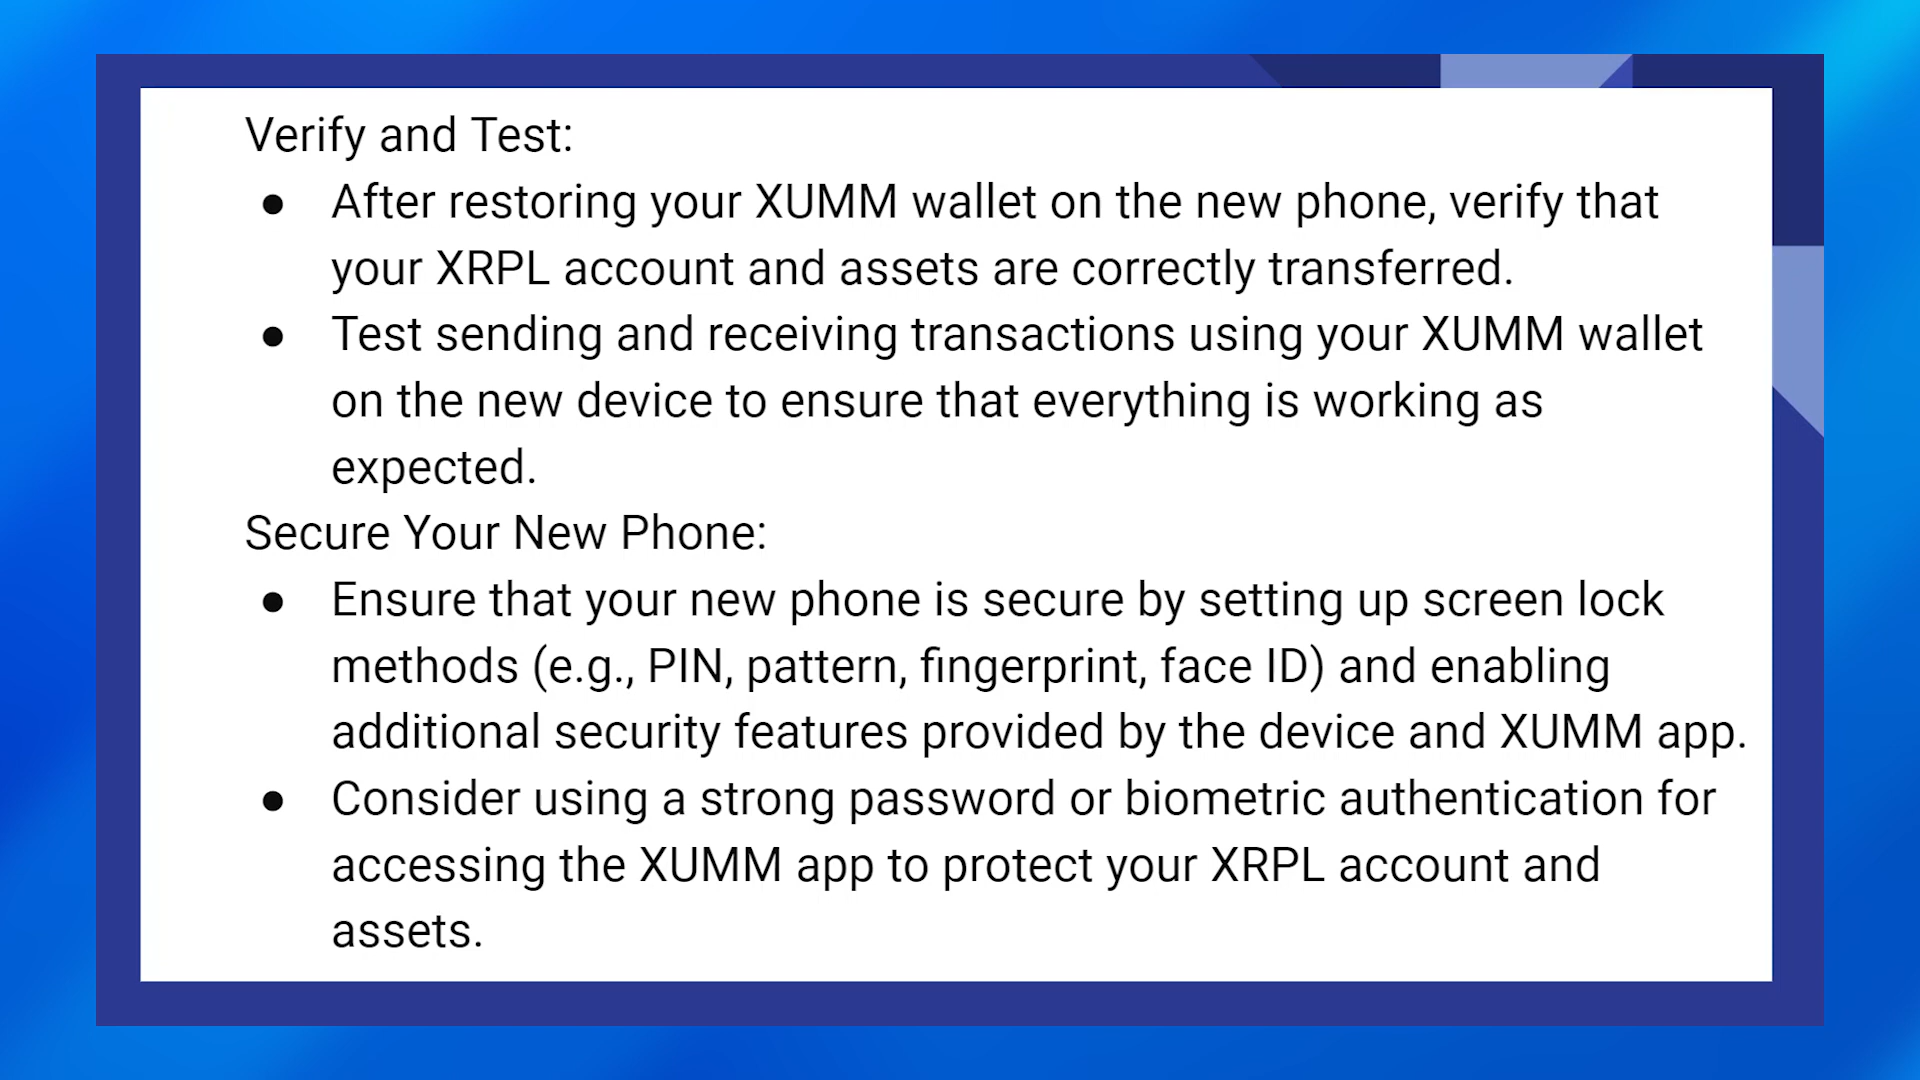 Verify and Test:
● After restoring your XUMM wallet on the new phone, verify that
your XRPL account and assets are correctly transferred.
● Test sending and receiving transactions using your XUMM wallet
on the new device to ensure that everything is working as
expected.
Secure Your New Phone:
● Ensure that your new phone is secure by setting up screen lock
methods (e.g., PIN, pattern, fingerprint, face ID) and enabling
additional security features provided by the device and XUMM app.
● Consider using a strong password or biometric authentication for
accessing the XUMM app to protect your XRPL account and
assets.